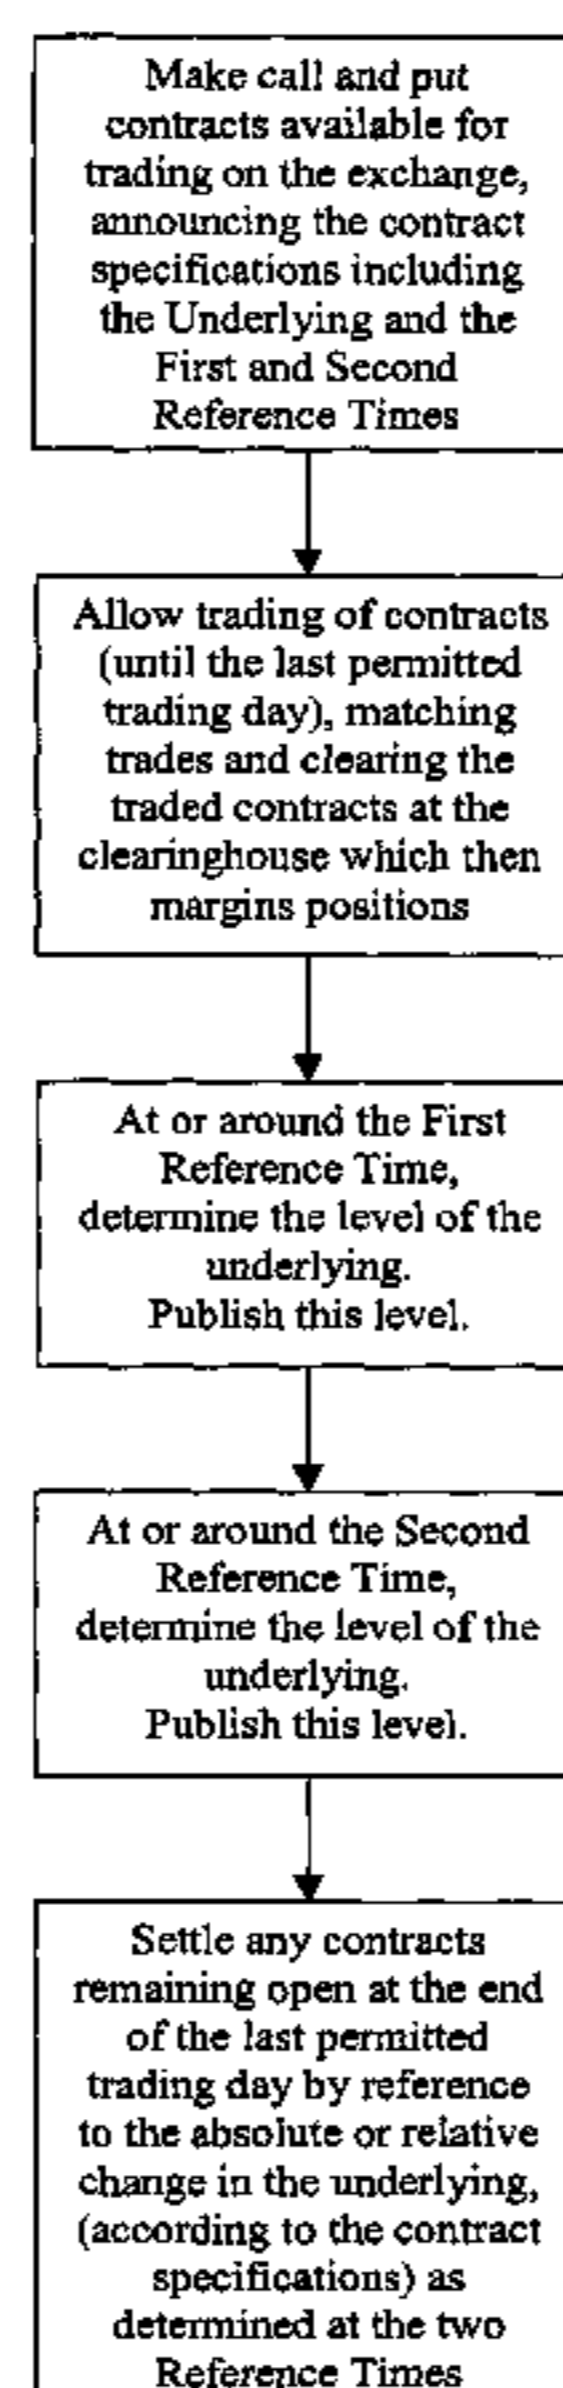 Make call and put
contracts available for
trading on the exchange,
announcing the contract
specifications including
the Underlying and the
First and Second
Reference Times
Allow trading of contracts
(until the last permitted
trading day), matching
trades and clearing the
traded contracts at the
clearinghouse which then
margins positions
At or around the First
Reference Time,
determine the level of the
underlying.
Publish this level.
At or around the Second
Reference Time,
determine the level of the
underlying.
Publish this level.
Settle any contracts
remaining open at the end
of the last permitted
trading day by reference
to the absolute or relative
change in the underlying,
(according to the contract
specifications) as
determined at the two
Reference Times